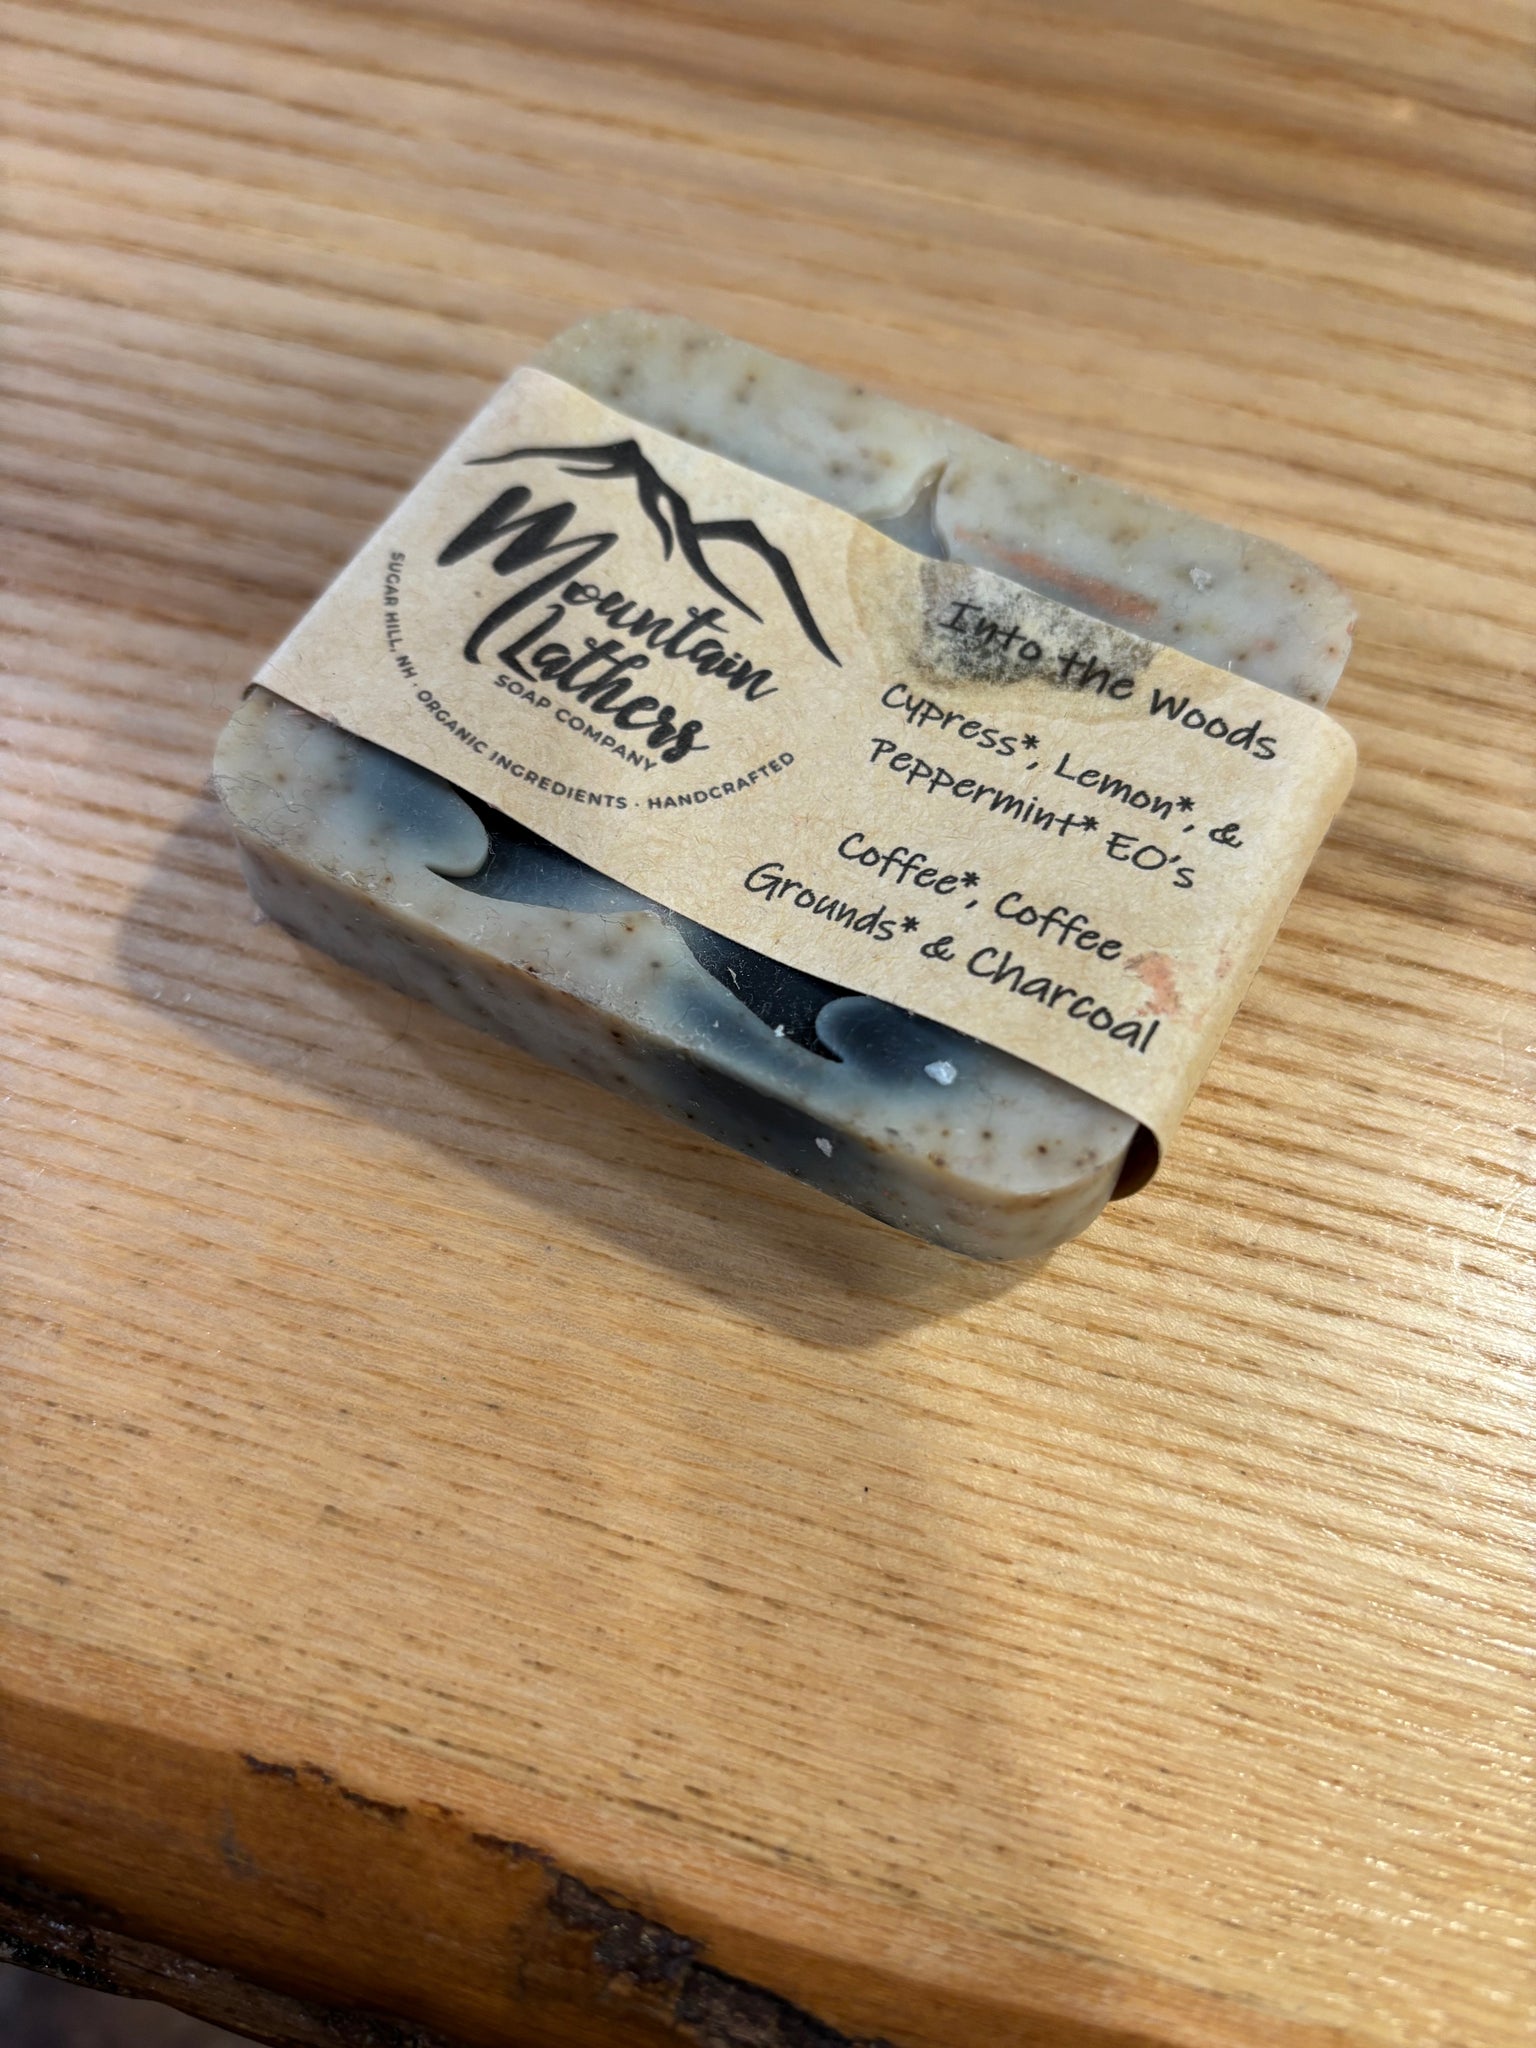 Mountain
Lathers
SOAP COMPANY
SUGAR HILL, NH · ORGANIC INGREDIENTS · HANDCRAFTED
Into the Woods
Cypress*, Lemon*, &
Peppermint* EO's
Coffee*, Coffee
Grounds* & Charcoal